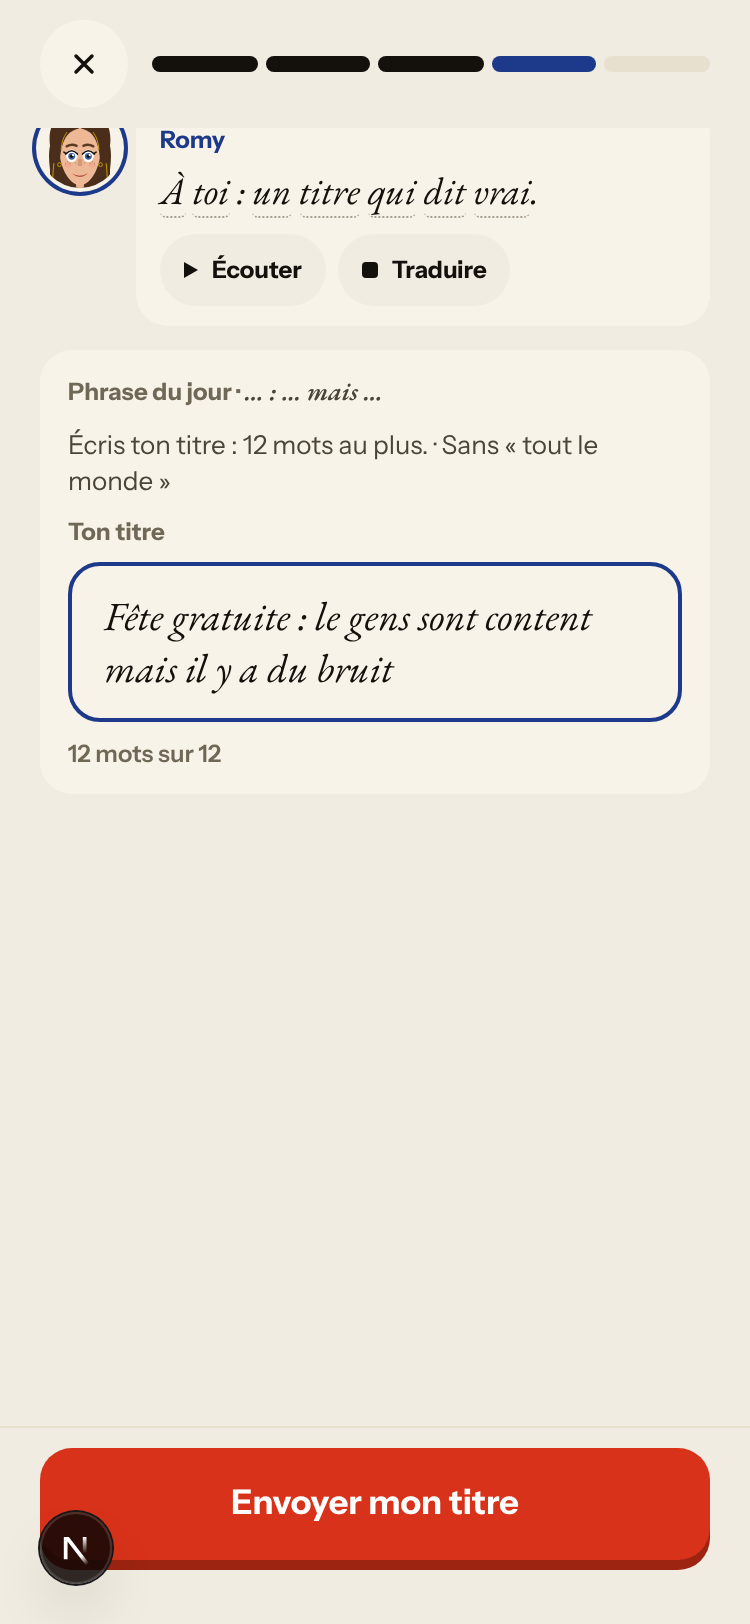 Romy
À toi : un titre qui dit vrai.
Écouter
Traduire
Phrase du jour · ... : ... mais ...
Écris ton titre : 12 mots au plus. · Sans « tout le
monde »
Ton titre
Fête gratuite : le gens sont content
mais il y a du bruit
12 mots sur 12
Envoyer mon titre
N